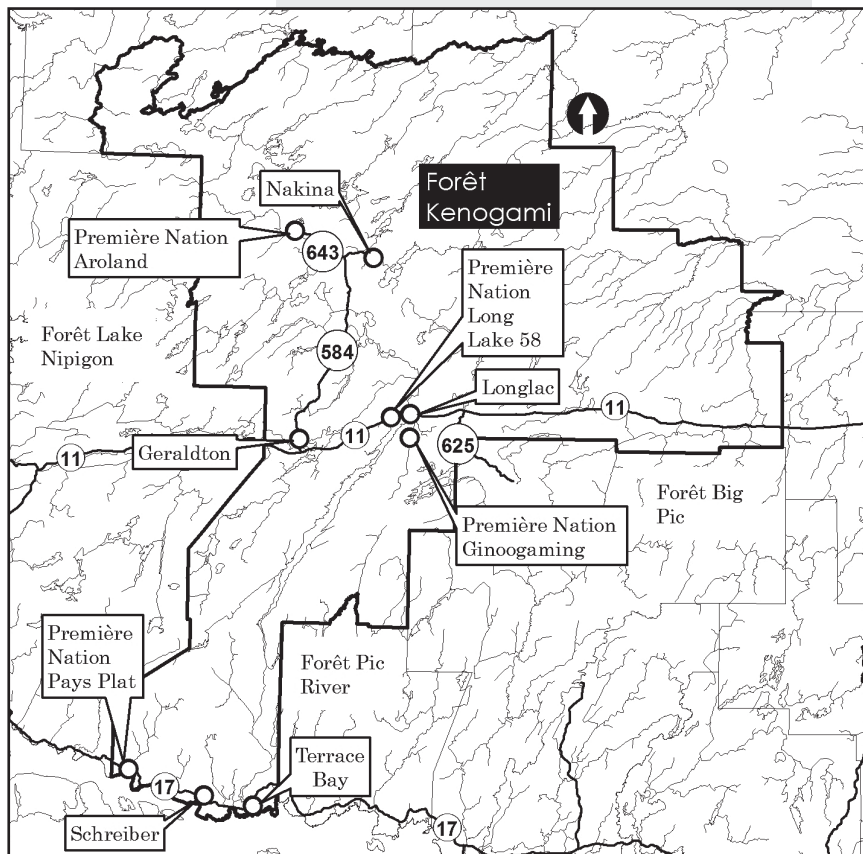 Forêt
Kenogami
Nakina
Première Nation
Aroland
643
Première
Nation
Long
Lake 58
Forêt Lake
Nipigon
584
Longlac
11
11
Geraldton
11
625
Forêt Big
Pic
Première Nation
Ginoogaming
Première
Nation
Pays Plat
Forêt Pic
River
Terrace
Bay
17
Schreiber
17